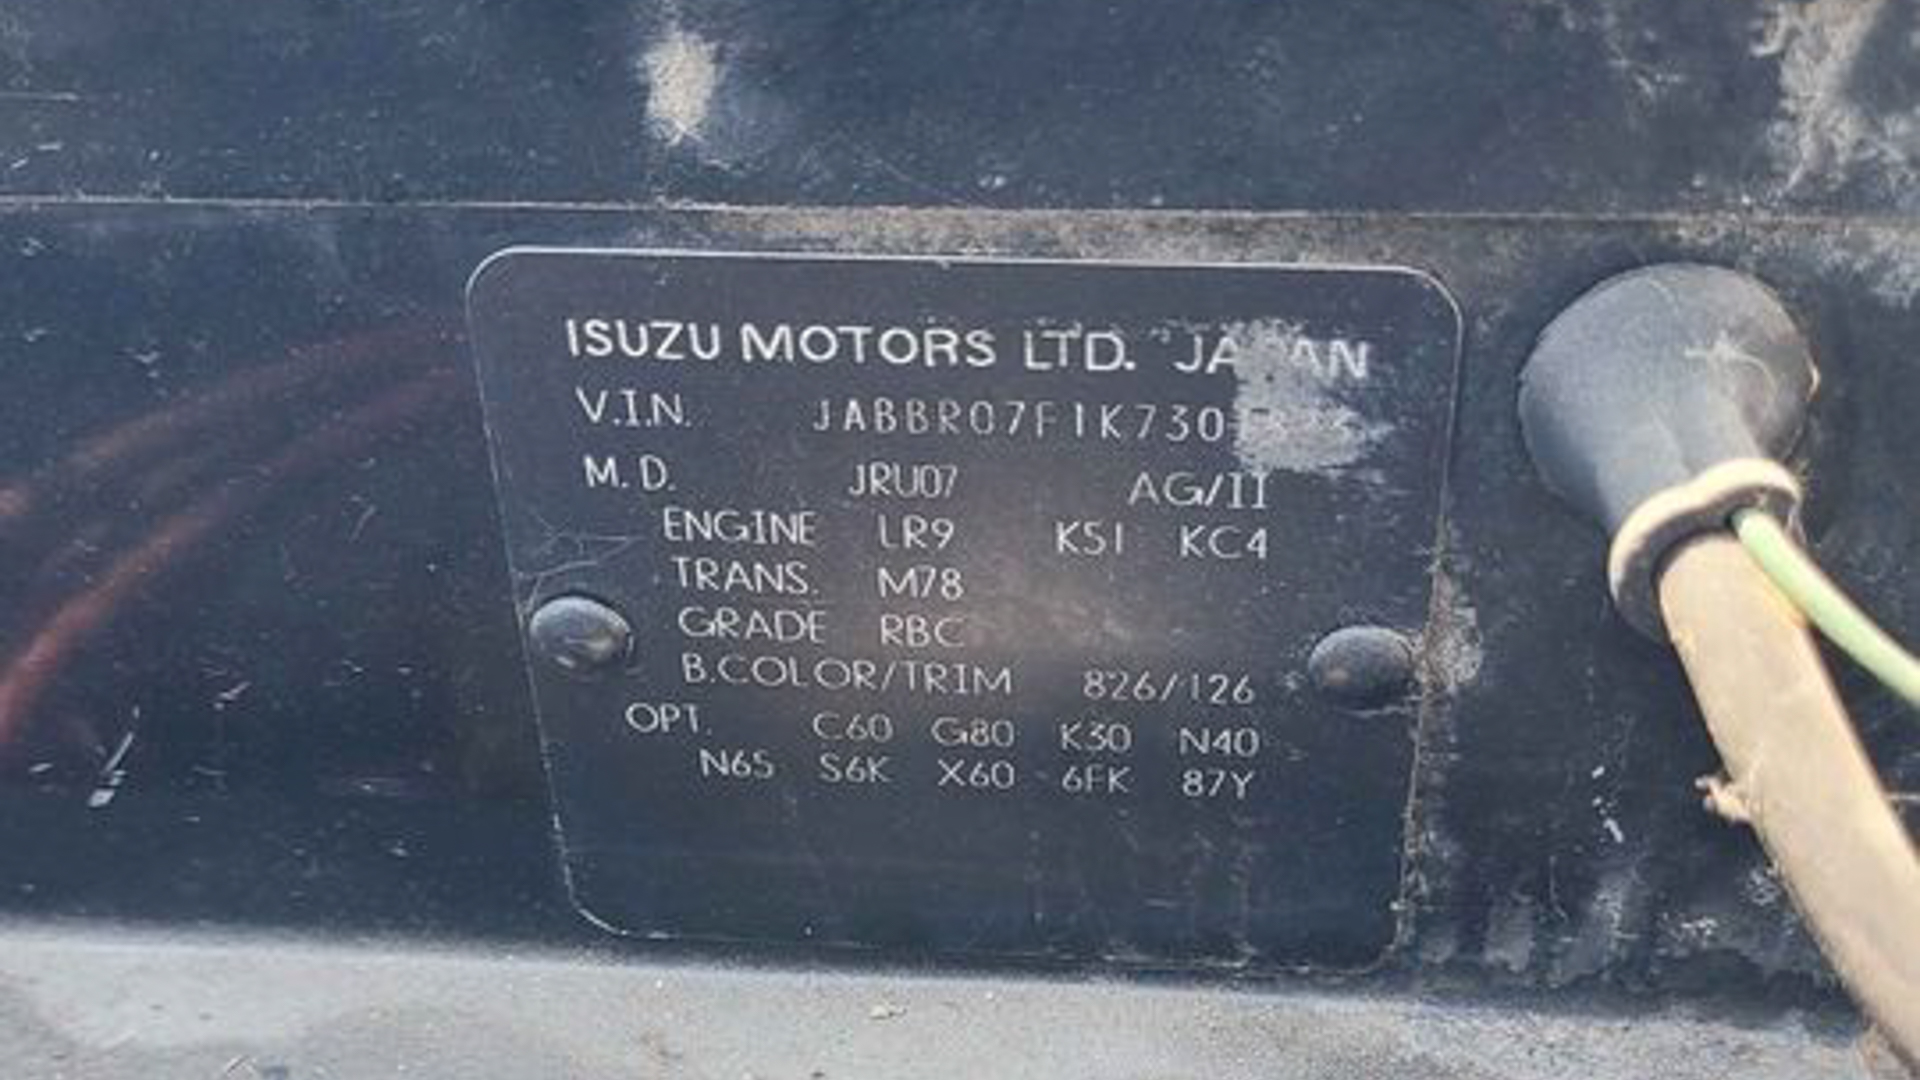 ISUZU MOTORS LTD. JAPAN
V.I.N. JABBR07F1K730
M.D. JRU07 AG/II
ENGINE LR9 K51 KC4
TRANS. M78
GRADE RBC
B.COLOR/TRIM 826/126
OPT. C60 G80 K30 N40
N65 S6K X60 6FK 87Y